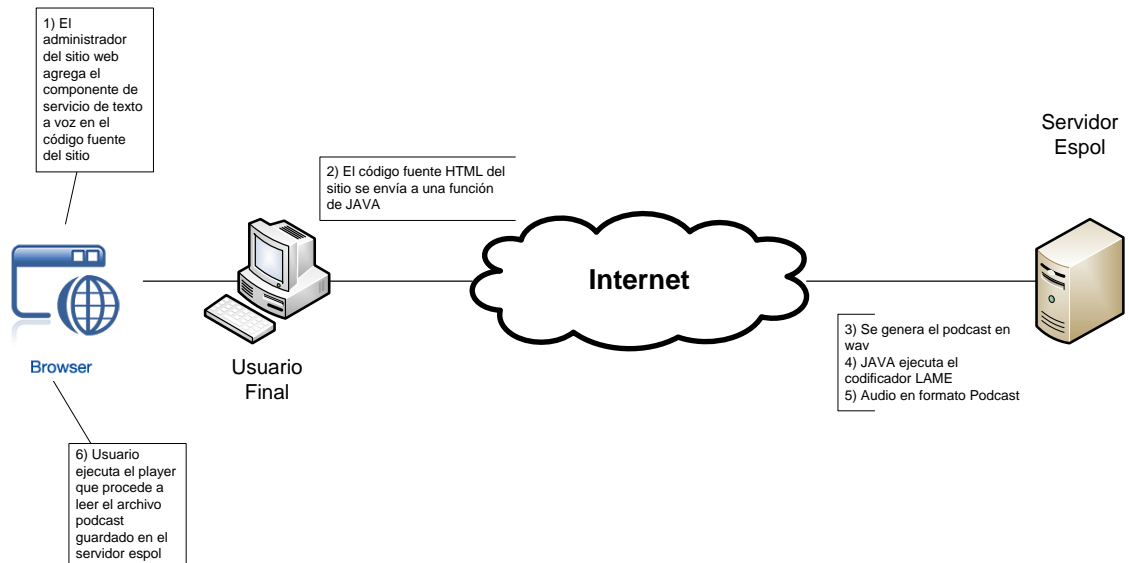 1) El
administrador
del sitio web
agrega el
componente de
servicio de texto
a voz en el
código fuente
del sitio
Servidor
Espol
2) El código fuente HTML del
sitio se envía a una función
de JAVA
Internet
3) Se genera el podcast en
wav
4) JAVA ejecuta el
codificador LAME
5) Audio en formato Podcast
Browser
Usuario
Final
6) Usuario
ejecuta el player
que procede a
leer el archivo
podcast
guardado en el
servidor espol